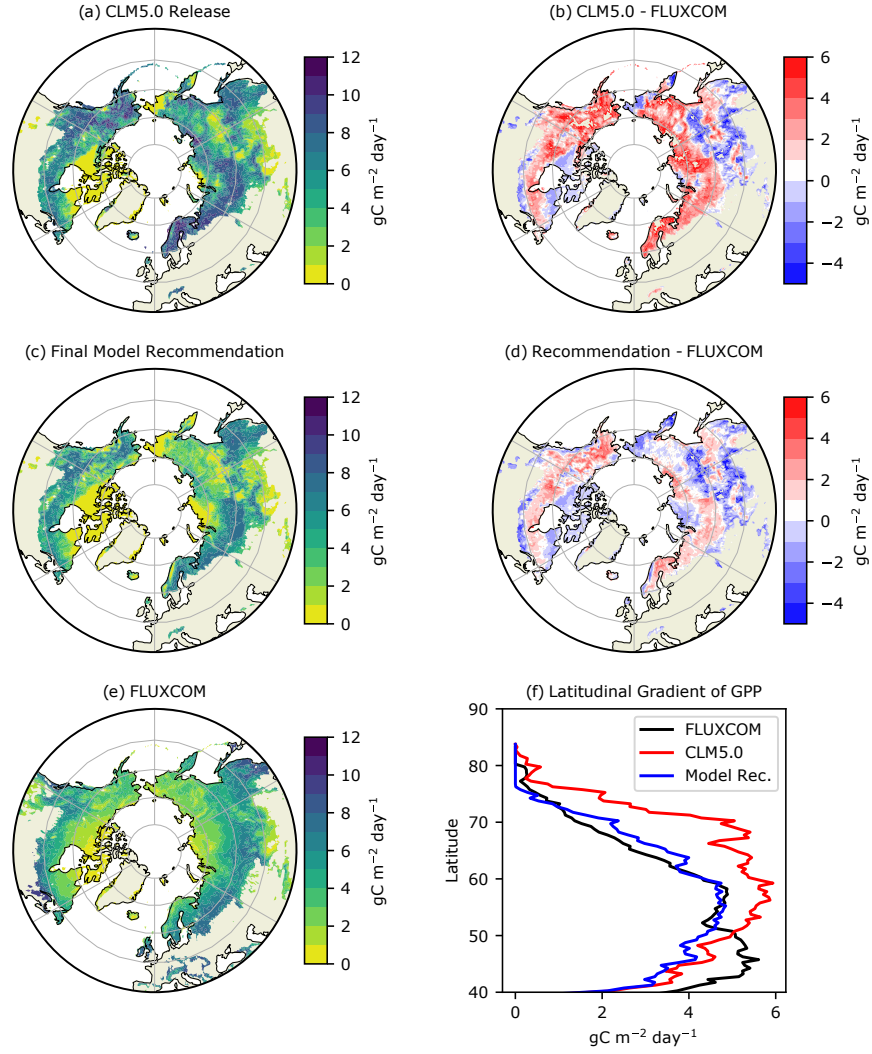 (a) CLM5.0 Release
12
10
8
6
4
2
0
gC m⁻² day⁻¹
(b) CLM5.0 - FLUXCOM
6
4
2
0
−2
−4
gC m⁻² day⁻¹
(c) Final Model Recommendation
12
10
8
6
4
2
0
gC m⁻² day⁻¹
(d) Recommendation - FLUXCOM
6
4
2
0
−2
−4
gC m⁻² day⁻¹
(e) FLUXCOM
12
10
8
6
4
2
0
gC m⁻² day⁻¹
(f) Latitudinal Gradient of GPP
90
80
70
60
50
40
Latitude
FLUXCOM
CLM5.0
Model Rec.
0 2 4 6
gC m⁻² day⁻¹